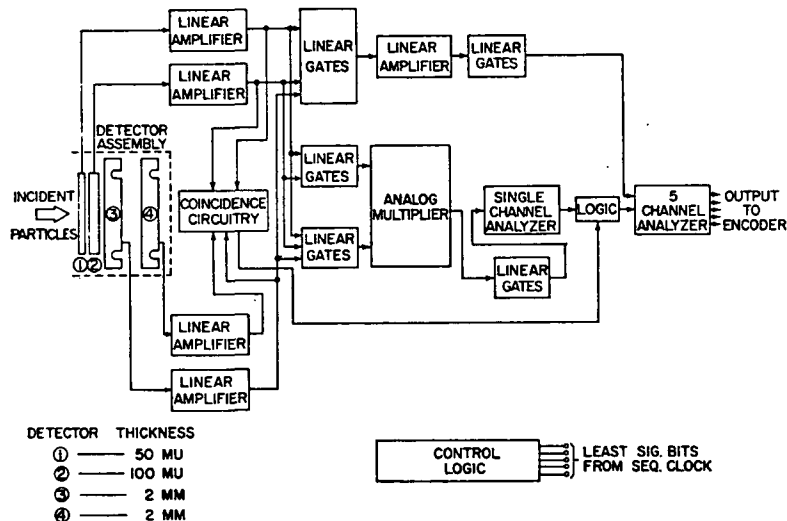 LINEAR
AMPLIFIER
LINEAR
AMPLIFIER
LINEAR
GATES
LINEAR
AMPLIFIER
LINEAR
GATES
DETECTOR
ASSEMBLY
INCIDENT
PARTICLES
① ② ③ ④
COINCIDENCE
CIRCUITRY
LINEAR
GATES
LINEAR
GATES
ANALOG
MULTIPLIER
SINGLE
CHANNEL
ANALYZER
LINEAR
GATES
LOGIC
5
CHANNEL
ANALYZER
OUTPUT
TO
ENCODER
LINEAR
AMPLIFIER
LINEAR
AMPLIFIER
DETECTOR THICKNESS
① 50 MU
② 100 MU
③ 2 MM
④ 2 MM
CONTROL
LOGIC
LEAST SIG. BITS
FROM SEQ. CLOCK